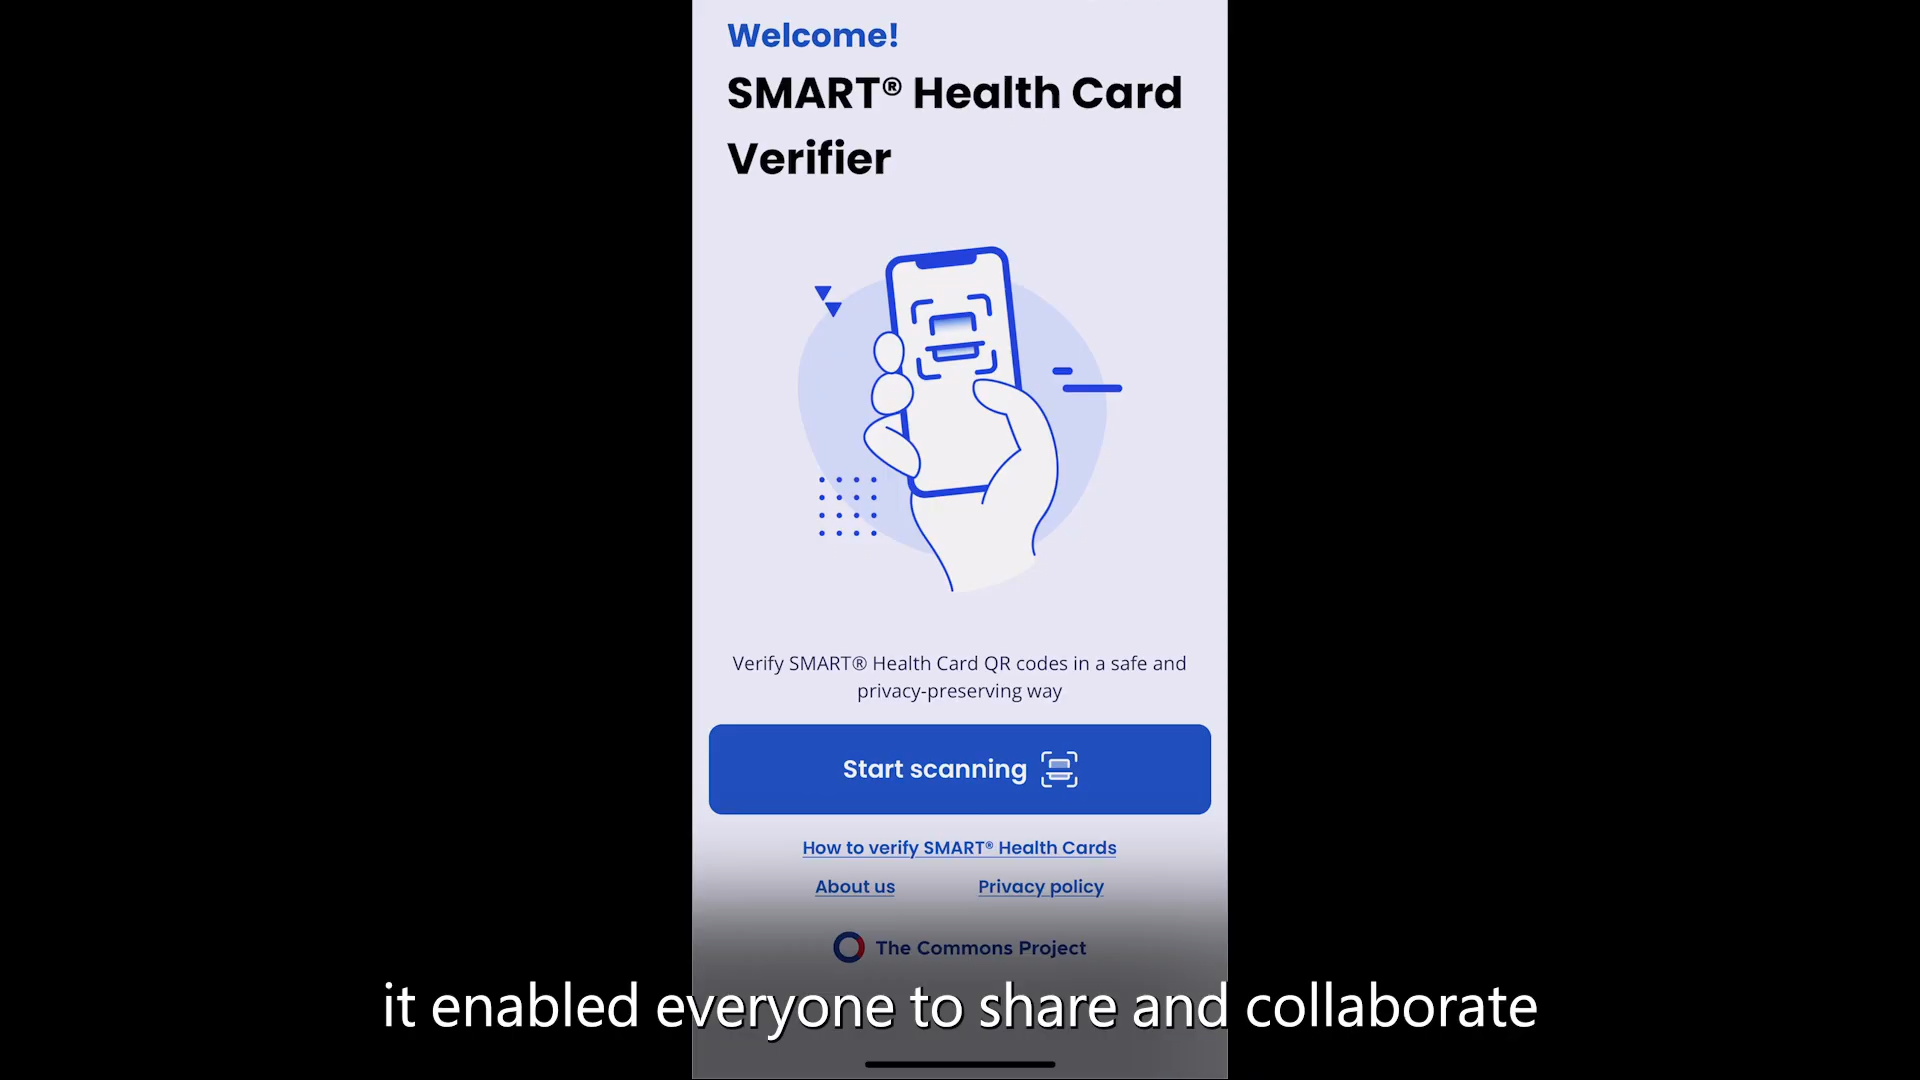 Welcome!
SMART® Health Card
Verifier
Verify SMART® Health Card QR codes in a safe and
privacy-preserving way
Start scanning
How to verify SMART® Health Cards
About us
Privacy policy
The Commons Project
it enabled everyone to share and collaborate